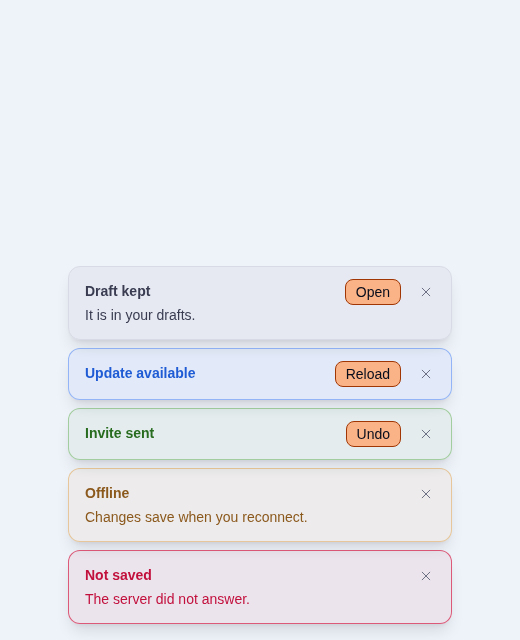 Draft kept
Open
It is in your drafts.
Update available
Reload
Invite sent
Undo
Offline
Changes save when you reconnect.
Not saved
The server did not answer.